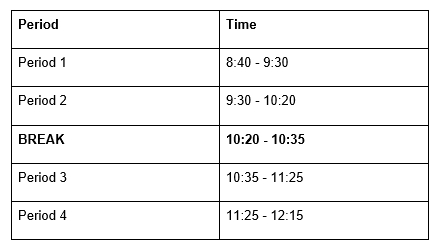 Period Time
Period 1 8:40 - 9:30
Period 2 9:30 - 10:20
BREAK 10:20 - 10:35
Period 3 10:35 - 11:25
Period 4 11:25 - 12:15